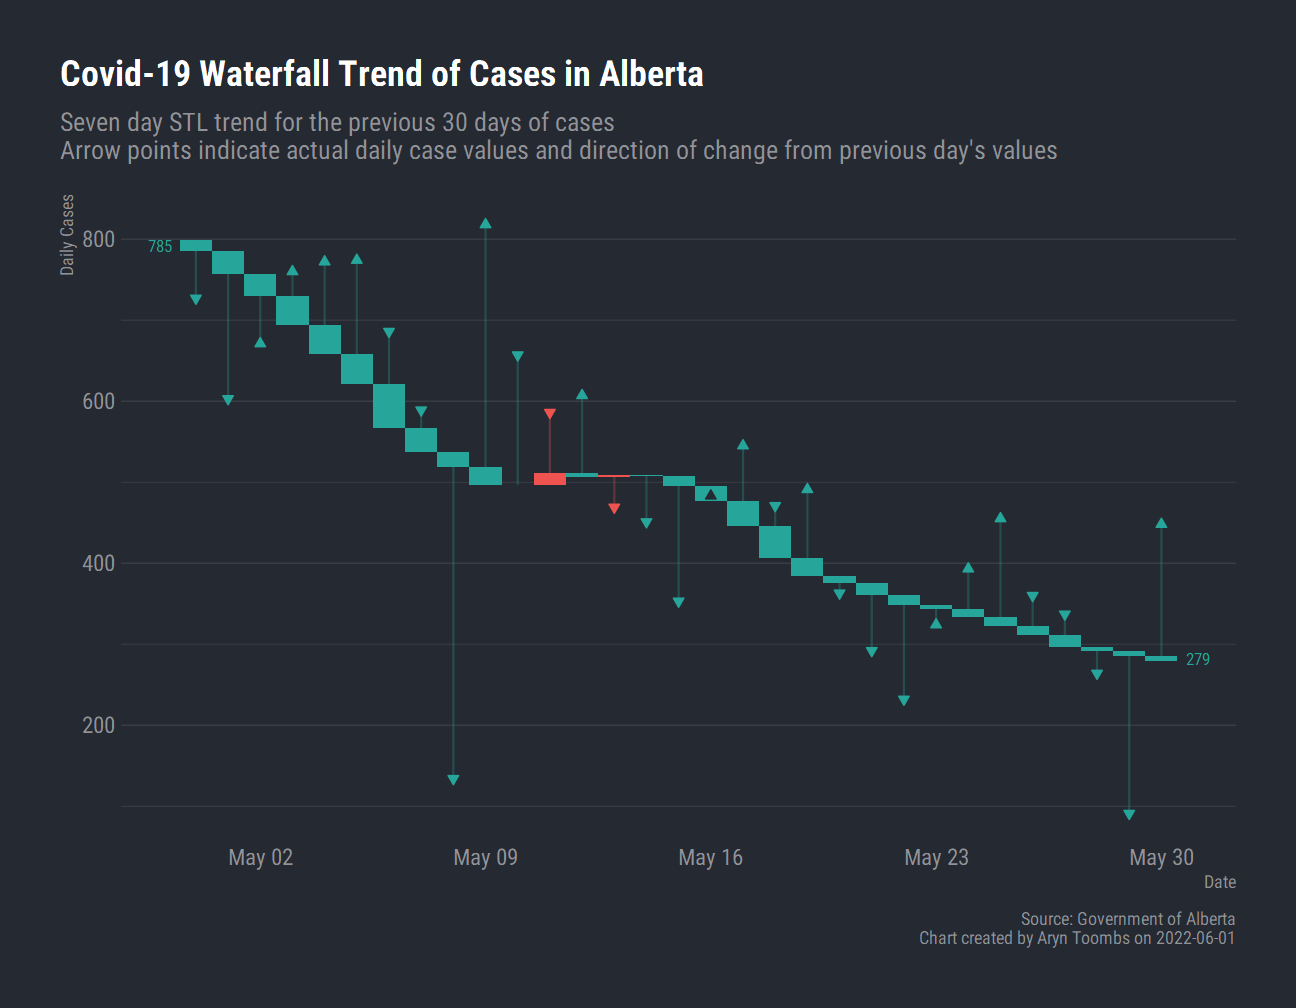 Covid-19 Waterfall Trend of Cases in Alberta
Seven day STL trend for the previous 30 days of cases
Arrow points indicate actual daily case values and direction of change from previous day's values
Daily Cases
800
600
400
200
785
279
May 02
May 09
May 16
May 23
May 30
Date
Source: Government of Alberta
Chart created by Aryn Toombs on 2022-06-01